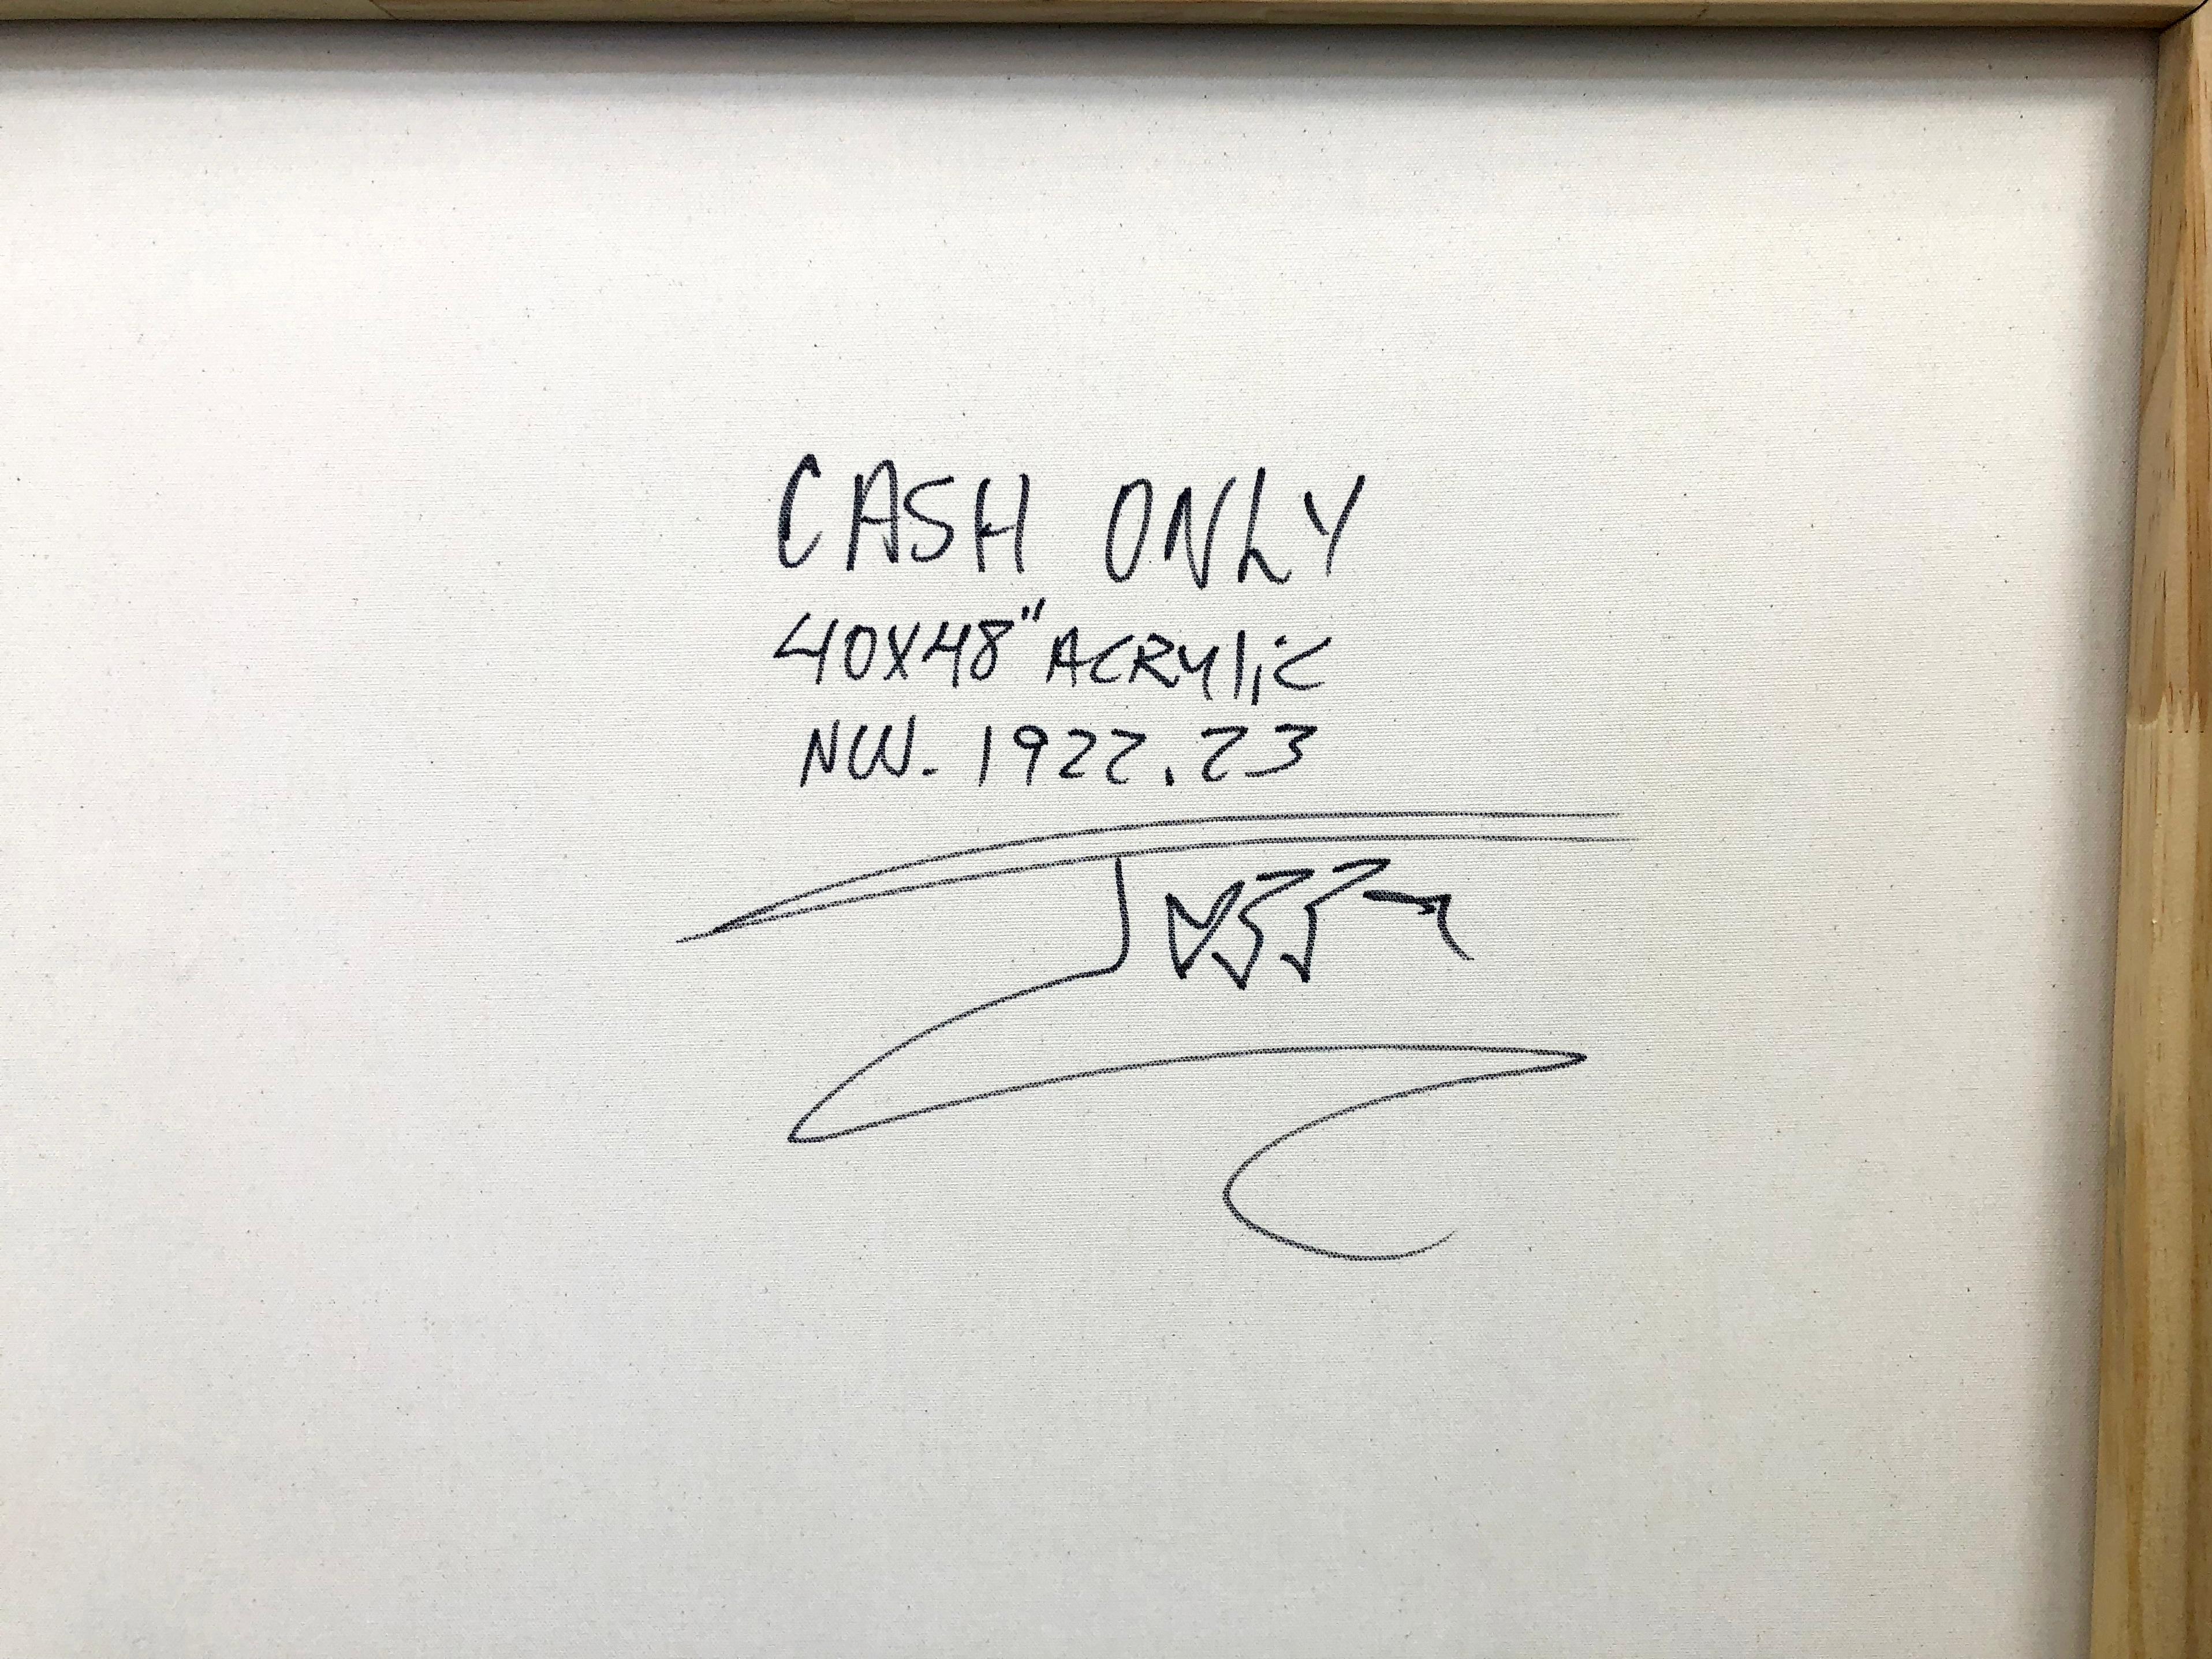 CASH ONLY
40X48" ACRYLIC
NW. 1922.23